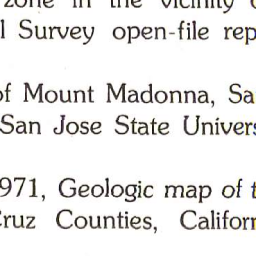 zone in the vicinity
l Survey open-file rep
of Mount Madonna, Sa
San Jose State Univers
971, Geologic map of t
Cruz Counties, Californ